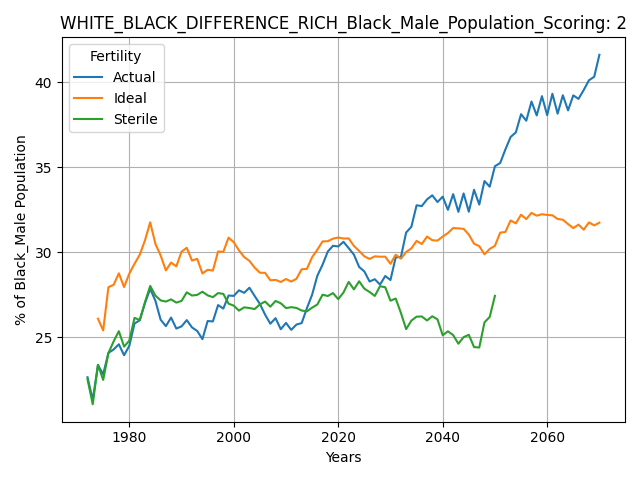 WHITE_BLACK_DIFFERENCE_RICH_Black_Male_Population_Scoring: 2
Fertility
Actual
Ideal
Sterile
% of Black_Male Population
40
35
30
25
1980 2000 2020 2040 2060
Years